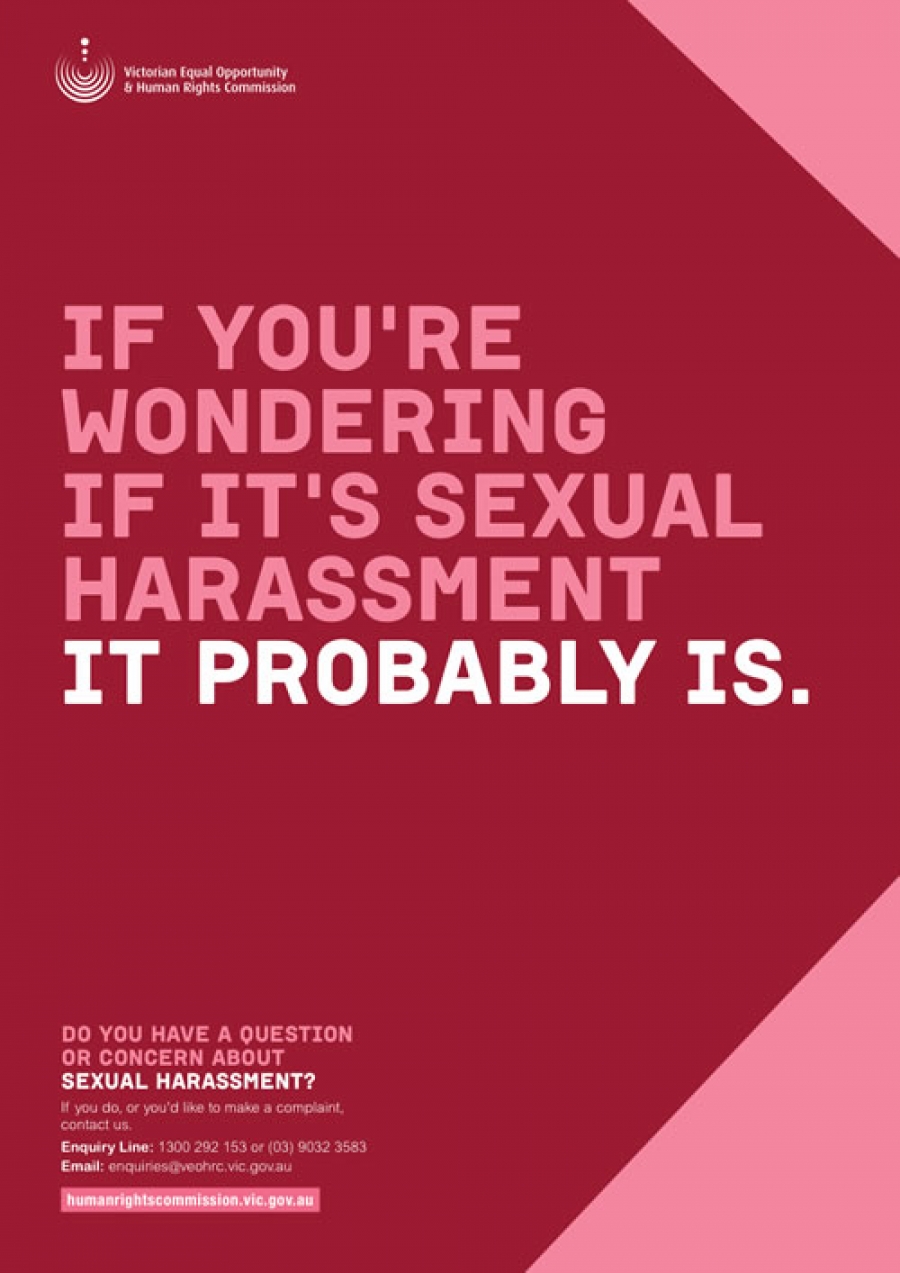 Victorian Equal Opportunity
& Human Rights Commission
IF YOU'RE
WONDERING
IF IT'S SEXUAL
HARASSMENT
IT PROBABLY IS.
DO YOU HAVE A QUESTION
OR CONCERN ABOUT
SEXUAL HARASSMENT?
If you do, or you'd like to make a complaint,
contact us.
Enquiry Line: 1300 292 153 or (03) 9032 3583
Email: enquiries@veohrc.vic.gov.au
humanrightscommission.vic.gov.au